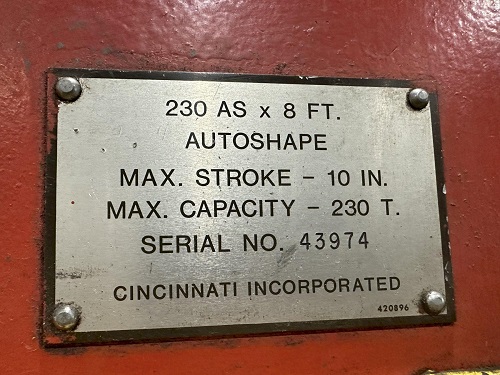 230 AS x 8 FT.
AUTOSHAPE
MAX. STROKE - 10 IN.
MAX. CAPACITY - 230 T.
SERIAL NO. 43974
CINCINNATI INCORPORATED
420896